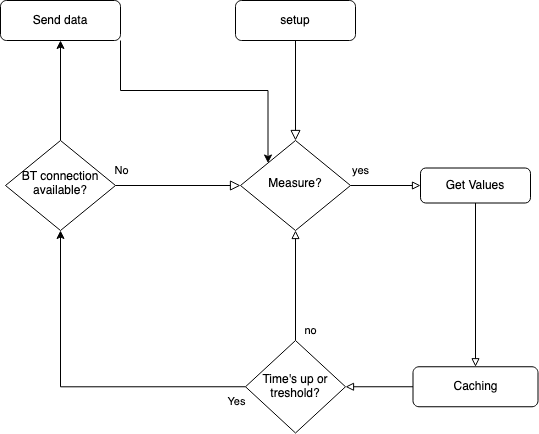 Send data
setup
BT connection
available?
No
Measure?
yes
Get Values
no
Time's up or
treshold?
Yes
Caching